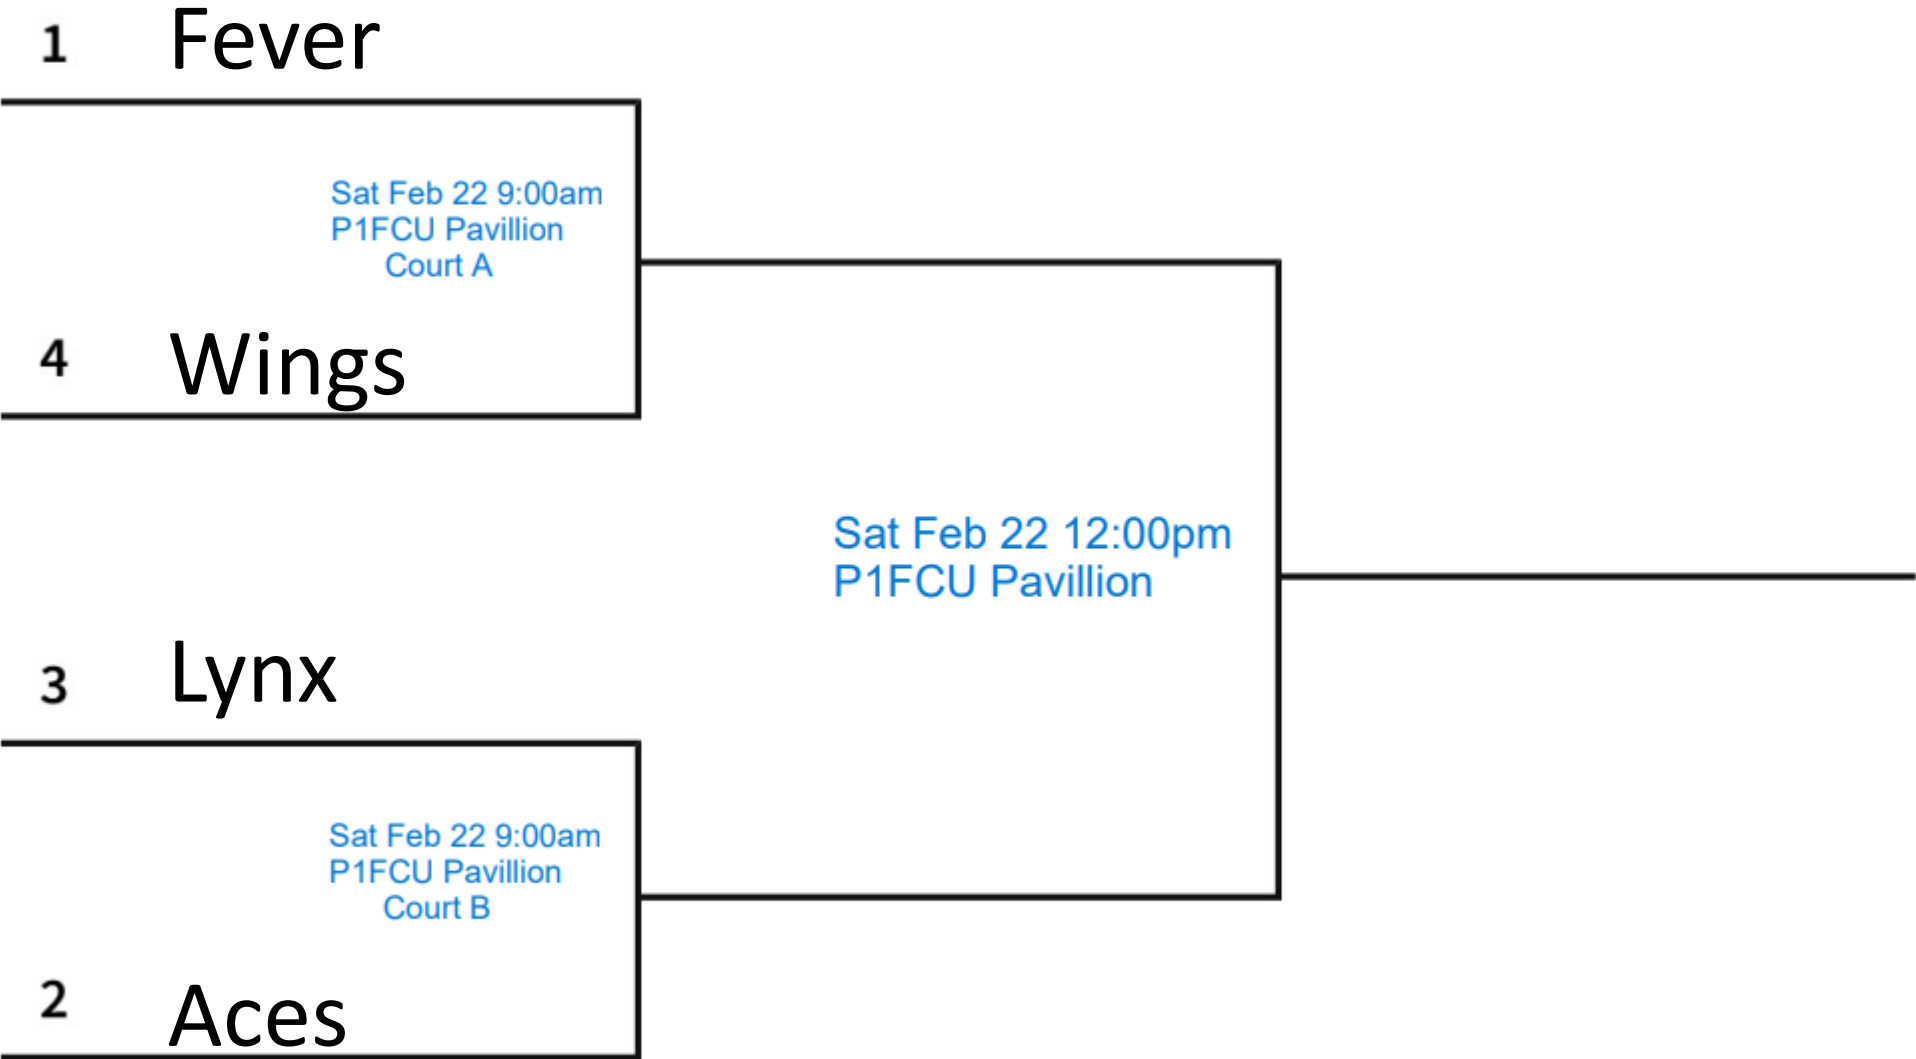 1 Fever
Sat Feb 22 9:00am
P1FCU Pavillion
Court A
4 Wings
Sat Feb 22 12:00pm
P1FCU Pavillion
3 Lynx
Sat Feb 22 9:00am
P1FCU Pavillion
Court B
2 Aces